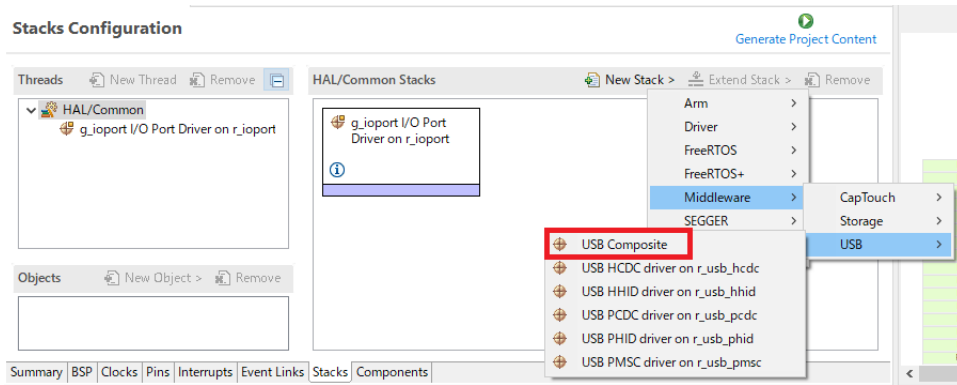 Stacks Configuration
Generate Project Content
Threads
New Thread
Remove
HAL/Common Stacks
New Stack >
Extend Stack >
Remove
HAL/Common
g_ioport I/O Port Driver on r_ioport
g_ioport I/O Port
Driver on r_ioport
Arm
Driver
FreeRTOS
FreeRTOS+
Middleware
SEGGER
CapTouch
Storage
USB
USB Composite
USB HCDC driver on r_usb_hcdc
USB HHID driver on r_usb_hhid
USB PCDC driver on r_usb_pcdc
USB PHID driver on r_usb_phid
USB PMSC driver on r_usb_pmsc
Objects
New Object >
Remove
Summary
BSP
Clocks
Pins
Interrupts
Event Links
Stacks
Components